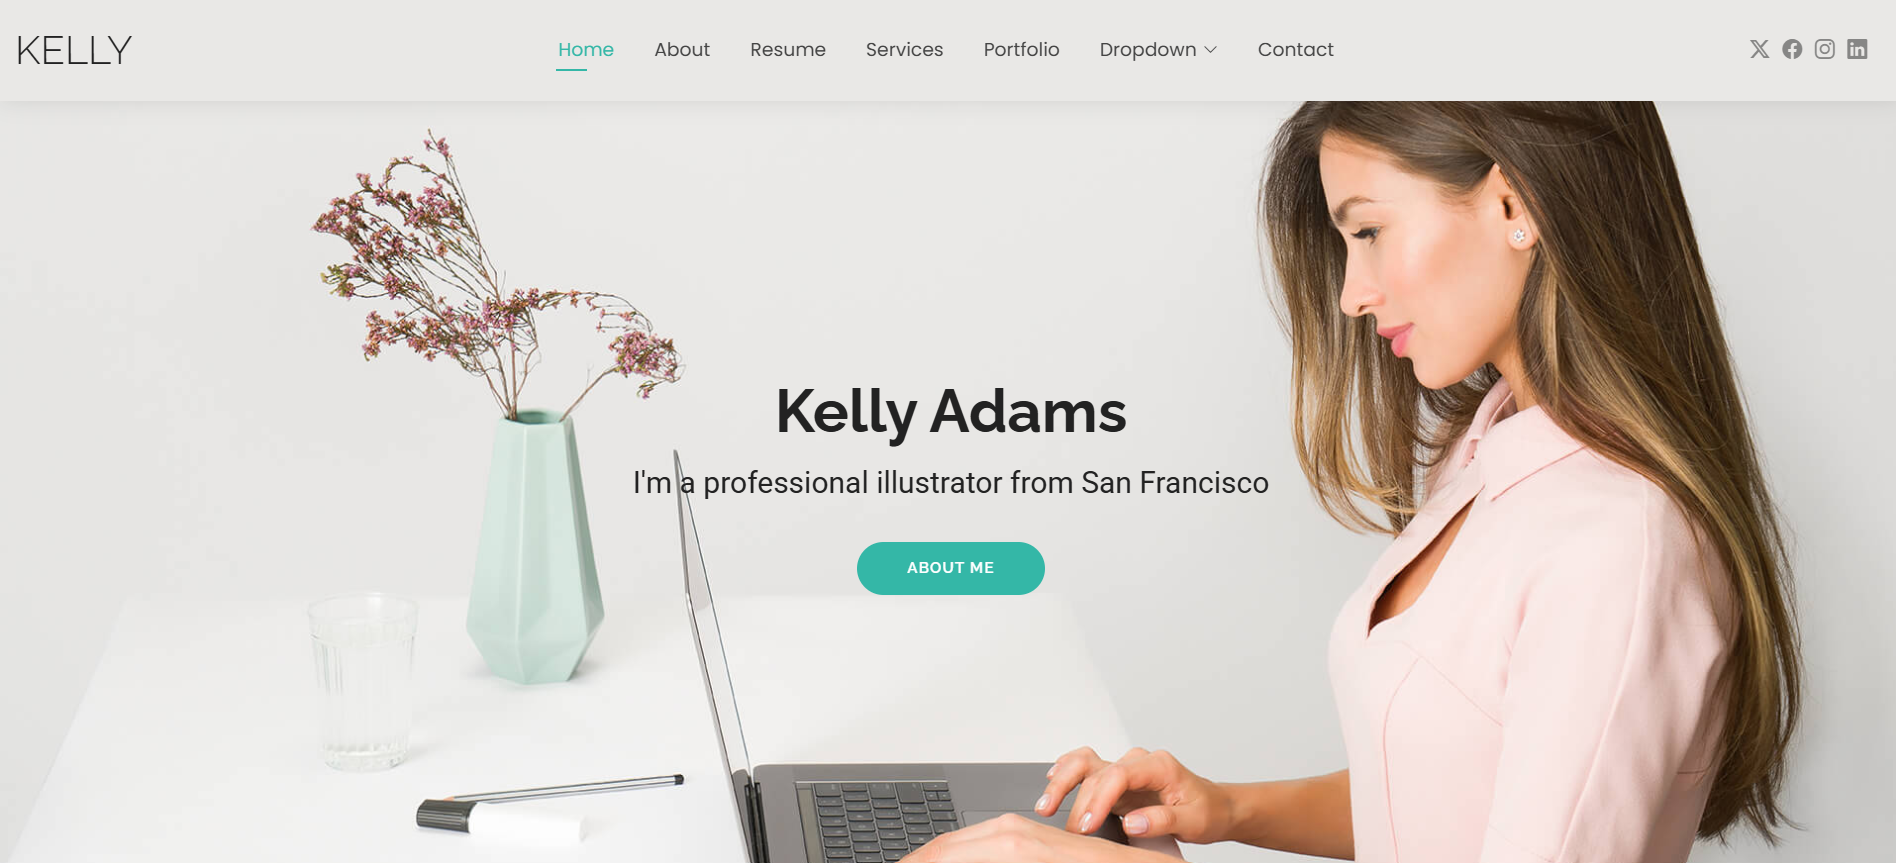 KELLY
Home About Resume Services Portfolio Dropdown Contact
Kelly Adams
I'm a professional illustrator from San Francisco
ABOUT ME